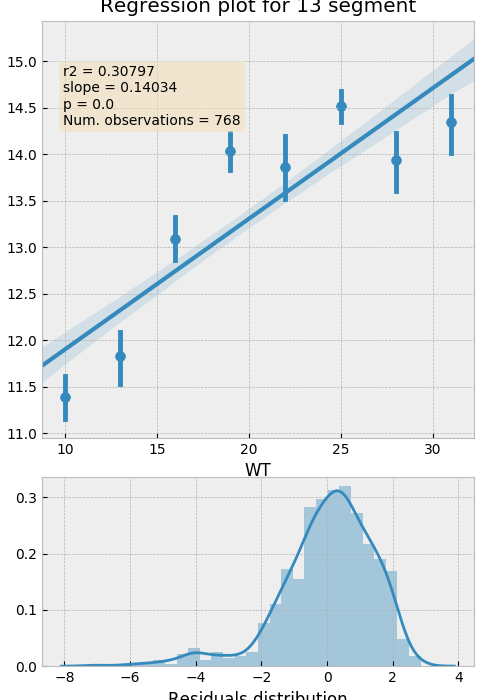 Regression plot for 13 segment
r2 = 0.30797
slope = 0.14034
p = 0.0
Num. observations = 768
15.0
14.5
14.0
13.5
13.0
12.5
12.0
11.5
11.0
10 15 20 25 30
WT
0.3
0.2
0.1
0.0
−8 −6 −4 −2 0 2 4
Residuals distribution